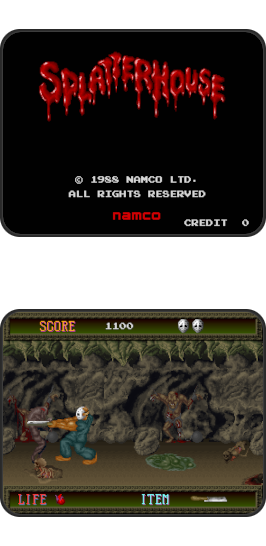 SPLATTERHOUSE
© 1988 NAMCO LTD.
ALL RIGHTS RESERVED
namco
CREDIT 0
SCORE 1100
LIFE ITEM